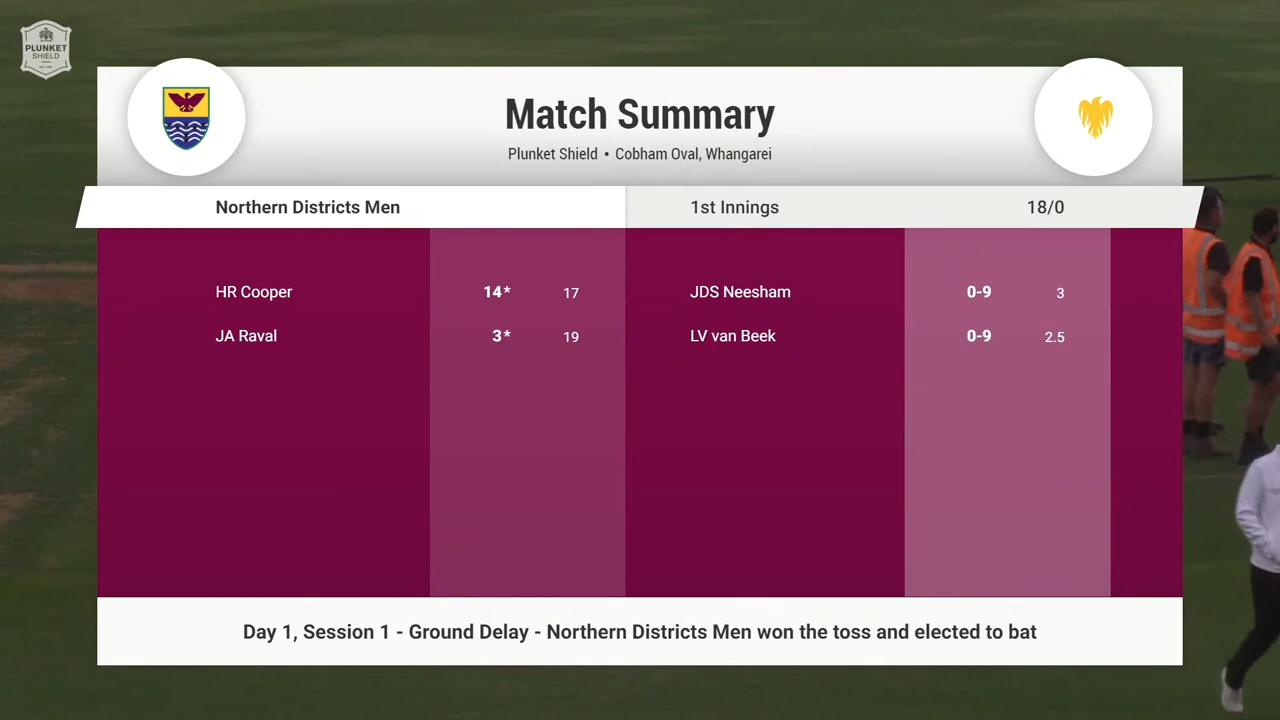 PLUNKET
SHIELD
Match Summary
Plunket Shield • Cobham Oval, Whangarei
Northern Districts Men 1st Innings 18/0
HR Cooper 14* 17 JDS Neesham 0-9 3
JA Raval 3* 19 LV van Beek 0-9 2.5
Day 1, Session 1 - Ground Delay - Northern Districts Men won the toss and elected to bat